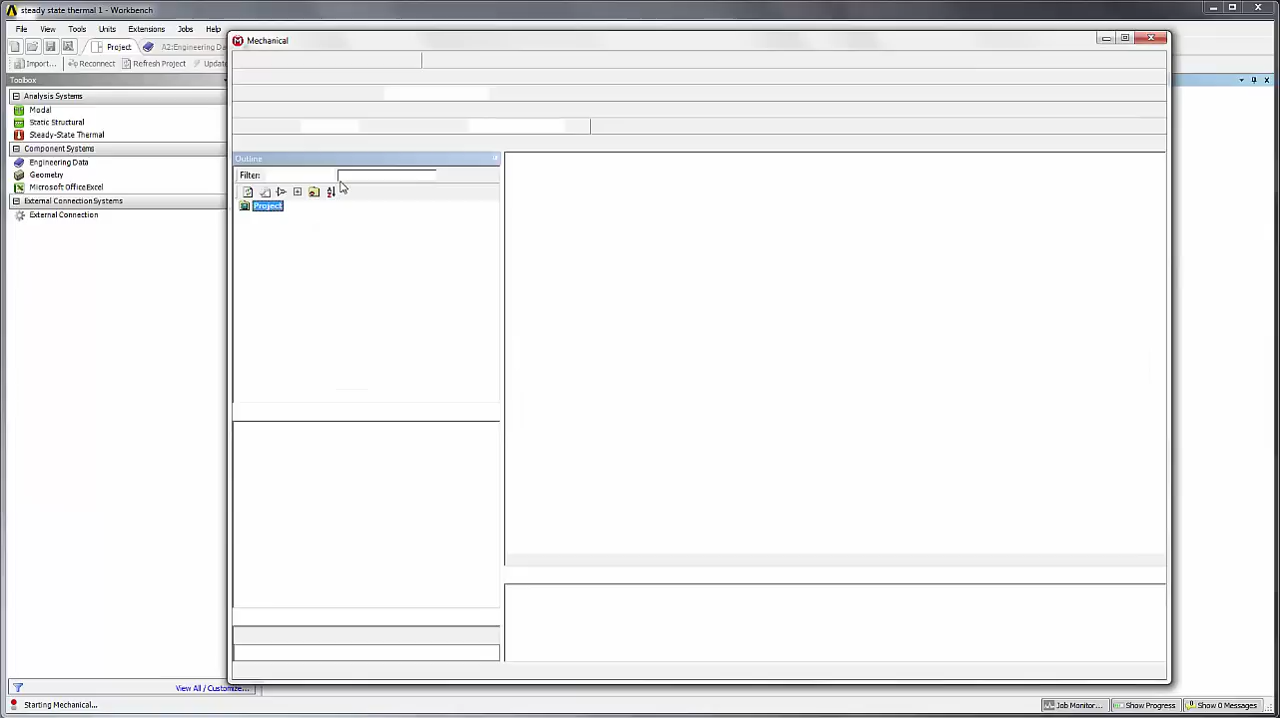 steady state thermal 1 - Workbench
File View Tools Units Extensions Jobs Help
Project A2:Engineering Da
Import... Reconnect Refresh Project Updat
Toolbox
Analysis Systems
Modal
Static Structural
Steady-State Thermal
Component Systems
Engineering Data
Geometry
Microsoft Office Excel
External Connection Systems
External Connection
View All / Customize...
Starting Mechanical...
Mechanical
Outline
Filter:
Project
Job Monitor... Show Progress Show 0 Messages